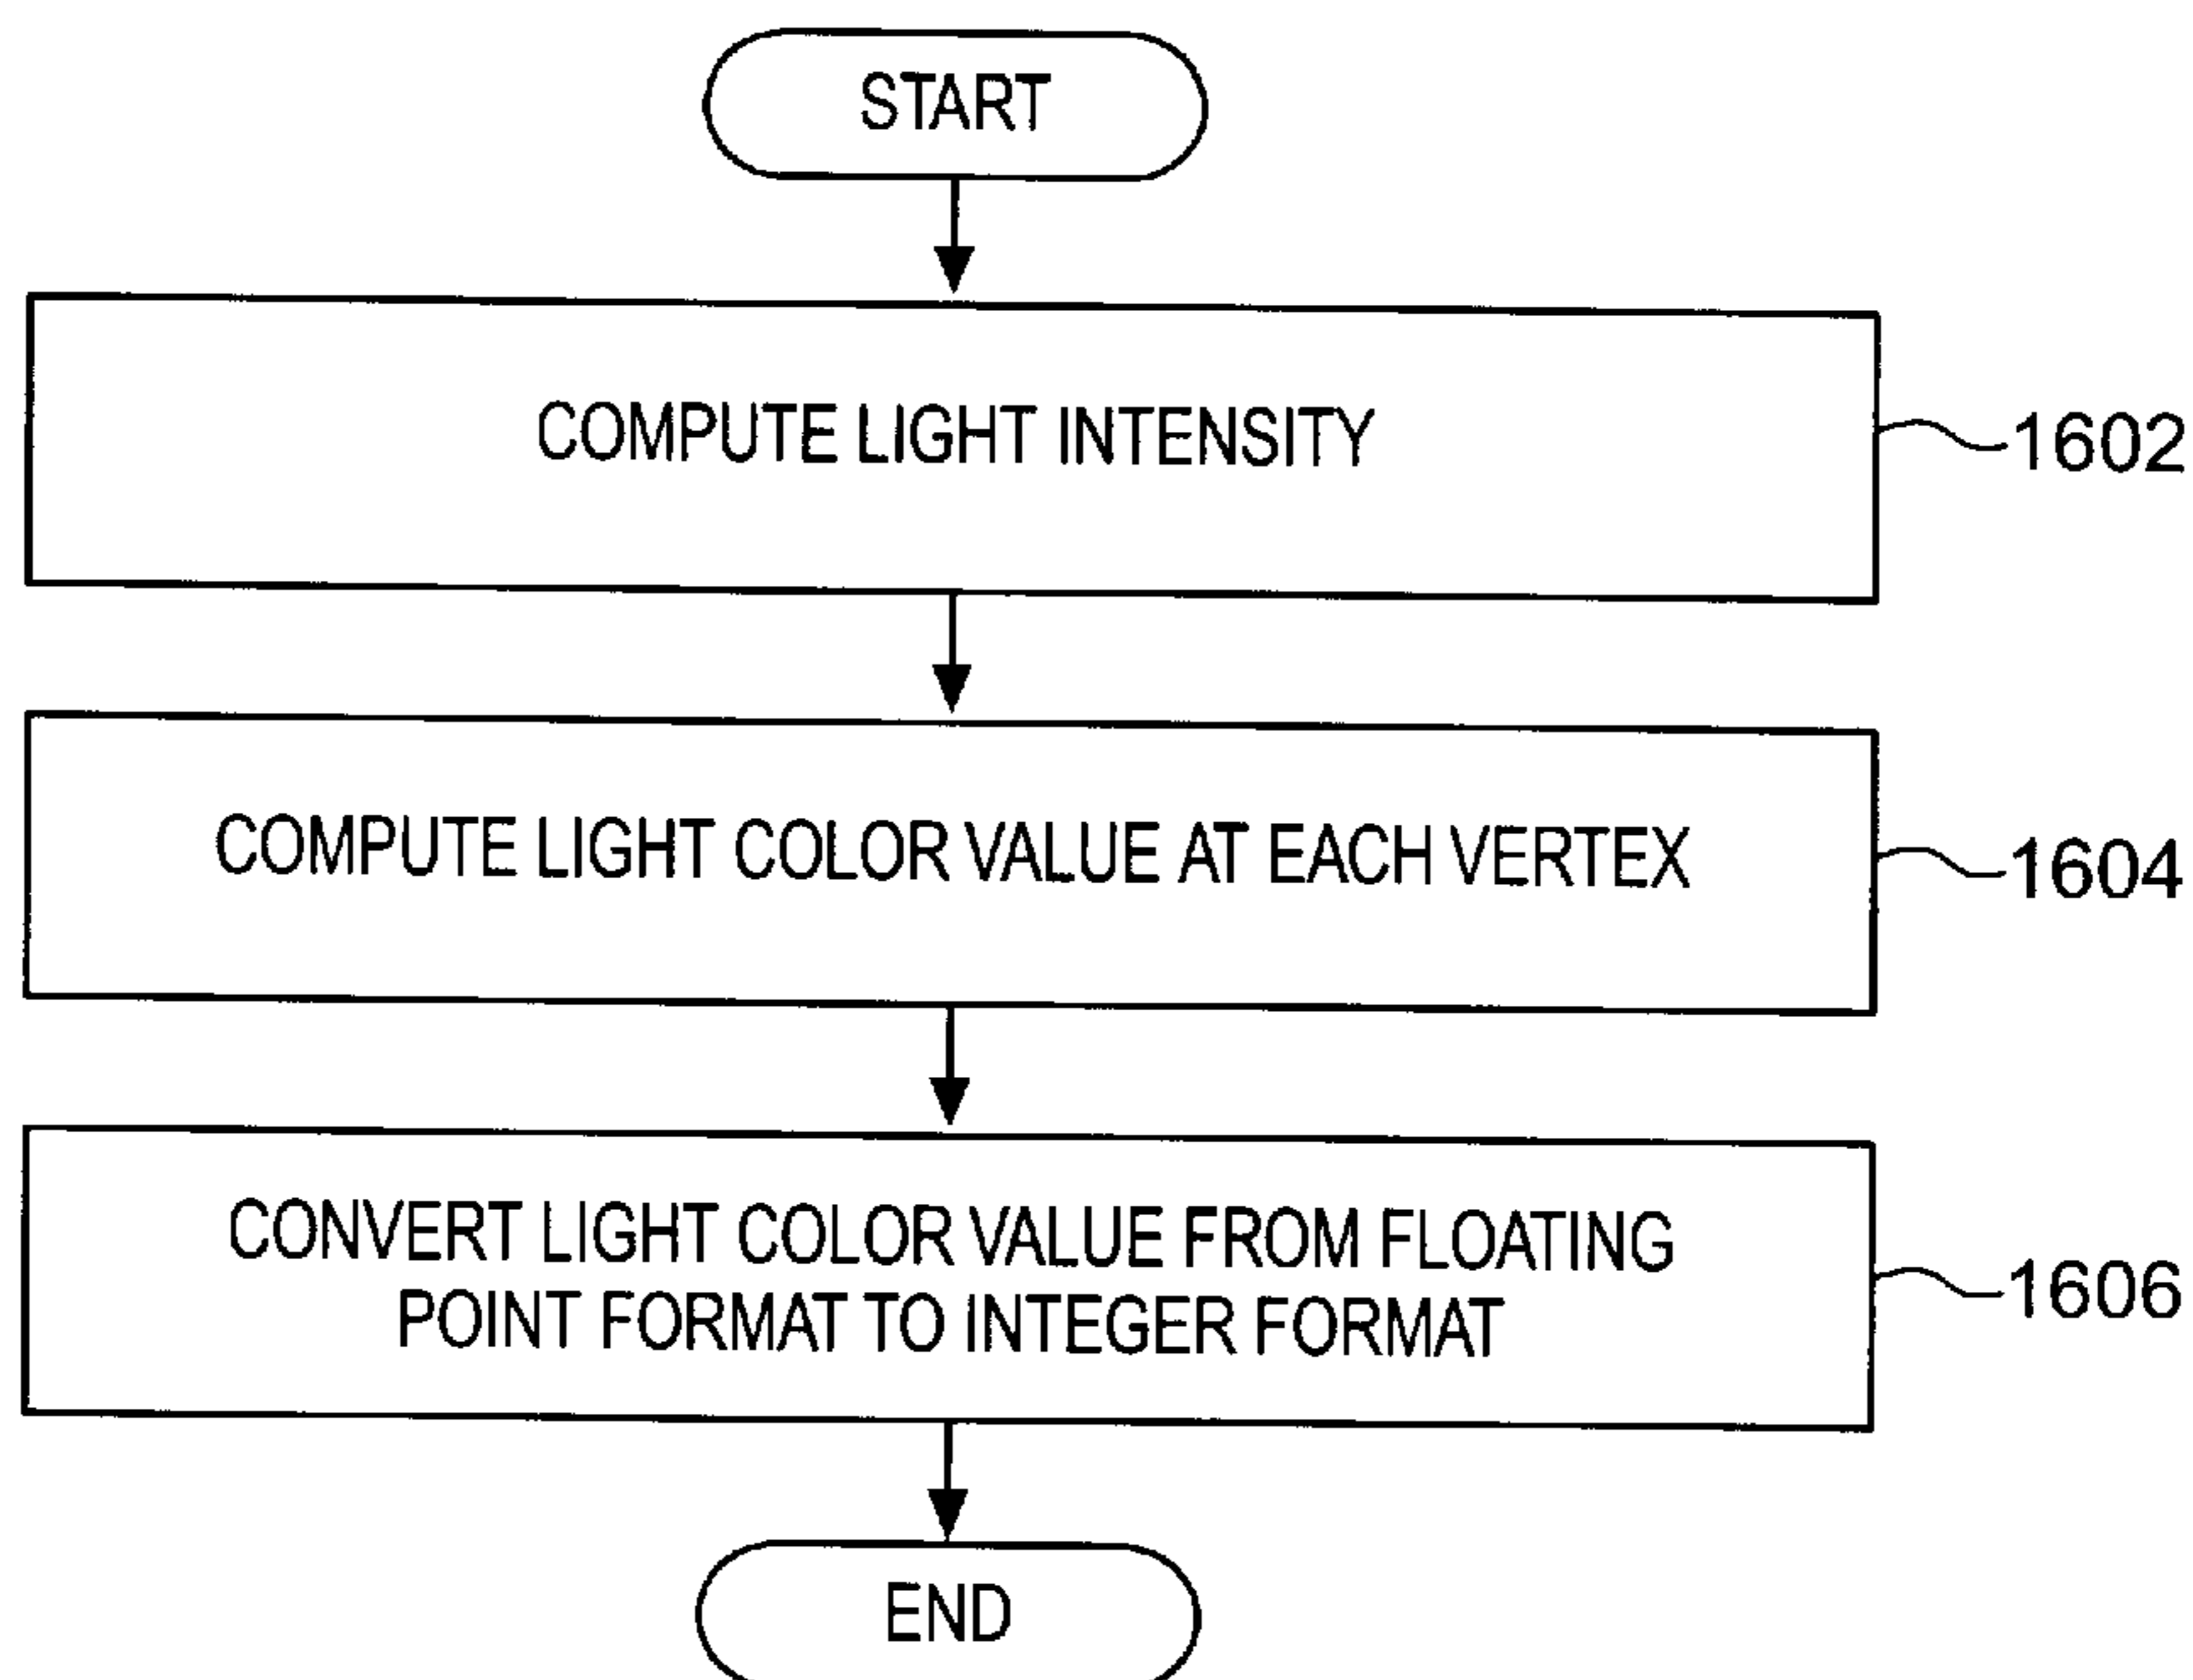 START
COMPUTE LIGHT INTENSITY
1602
COMPUTE LIGHT COLOR VALUE AT EACH VERTEX
1604
CONVERT LIGHT COLOR VALUE FROM FLOATING
POINT FORMAT TO INTEGER FORMAT
1606
END